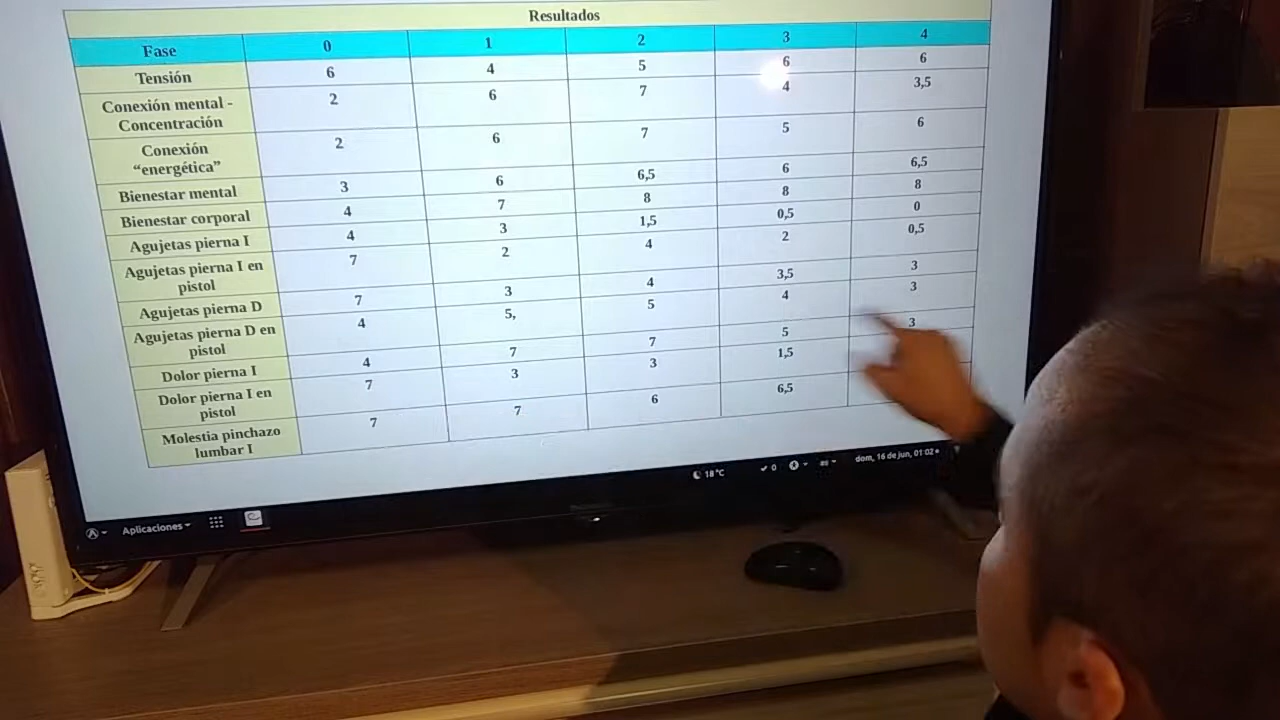 Resultados
Fase 0 1 2 3 4
Tensión 6 4 5 6 6
Conexión mental - 2 6 7 4 3,5
Concentración
Conexión 2 6 7 5 6
“energética”
Bienestar mental 3 6 6,5 6 6,5
Bienestar corporal 4 7 8 8 8
Agujetas pierna I 4 3 1,5 0,5 0
Agujetas pierna I en 7 2 4 2 0,5
pistol
Agujetas pierna D 7 3 4 3,5 3
Agujetas pierna D en 4 5, 5 4 3
pistol
Dolor pierna I 4 7 7 5 3
Dolor pierna I en 7 3 3 1,5
pistol
Molestia pinchazo 7 7 6 6,5
lumbar I
Aplicaciones 18 °C 0 es dom, 16 de jun, 01:02